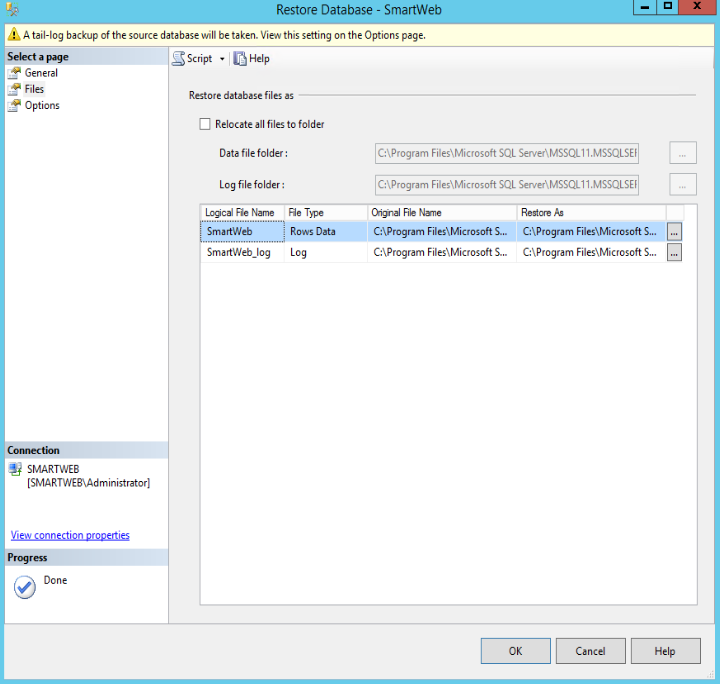 Restore Database - SmartWeb
A tail-log backup of the source database will be taken. View this setting on the Options page.
Select a page
General
Files
Options
Script
Help
Restore database files as
Relocate all files to folder
Data file folder :
C:\Program Files\Microsoft SQL Server\MSSQL11.MSSQLSEF
...
Log file folder :
C:\Program Files\Microsoft SQL Server\MSSQL11.MSSQLSEF
...
Logical File Name File Type Original File Name Restore As
SmartWeb Rows Data C:\Program Files\Microsoft S... C:\Program Files\Microsoft S... ...
SmartWeb_log Log C:\Program Files\Microsoft S... C:\Program Files\Microsoft S... ...
Connection
SMARTWEB
[SMARTWEB\Administrator]
View connection properties
Progress
Done
OK Cancel Help